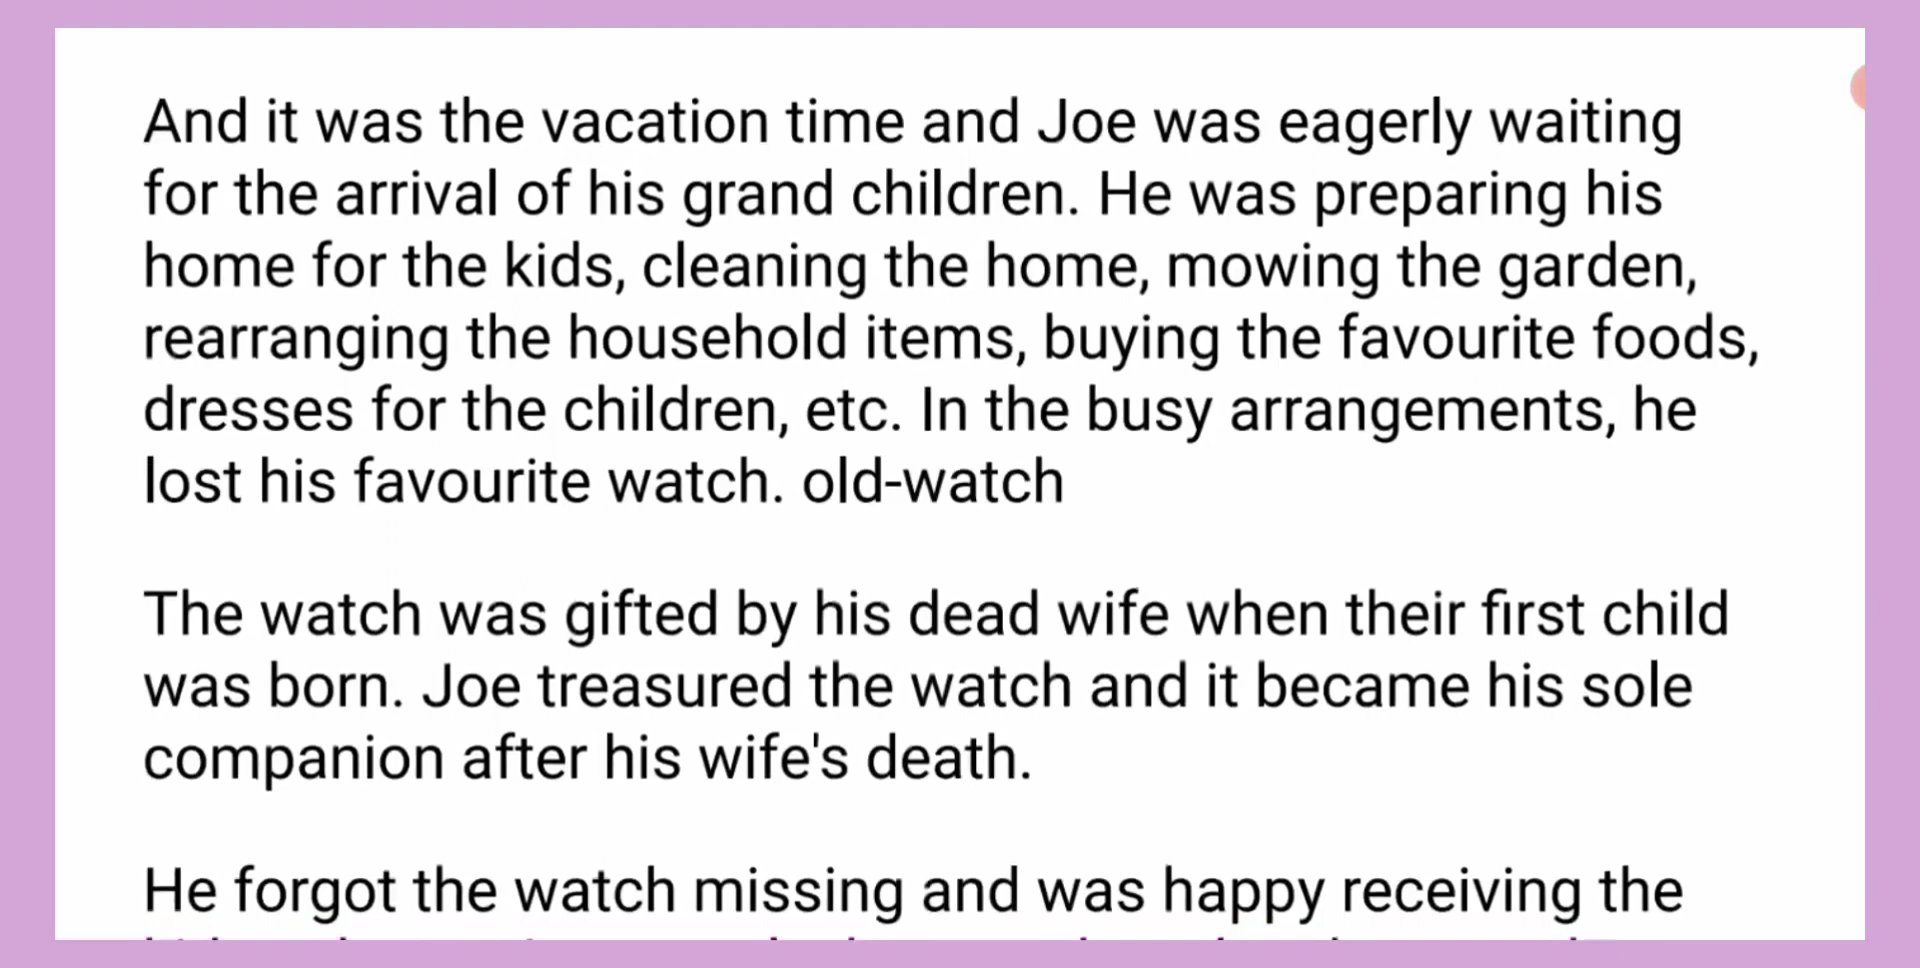 And it was the vacation time and Joe was eagerly waiting
for the arrival of his grand children. He was preparing his
home for the kids, cleaning the home, mowing the garden,
rearranging the household items, buying the favourite foods,
dresses for the children, etc. In the busy arrangements, he
lost his favourite watch. old-watch
The watch was gifted by his dead wife when their first child
was born. Joe treasured the watch and it became his sole
companion after his wife's death.
He forgot the watch missing and was happy receiving the